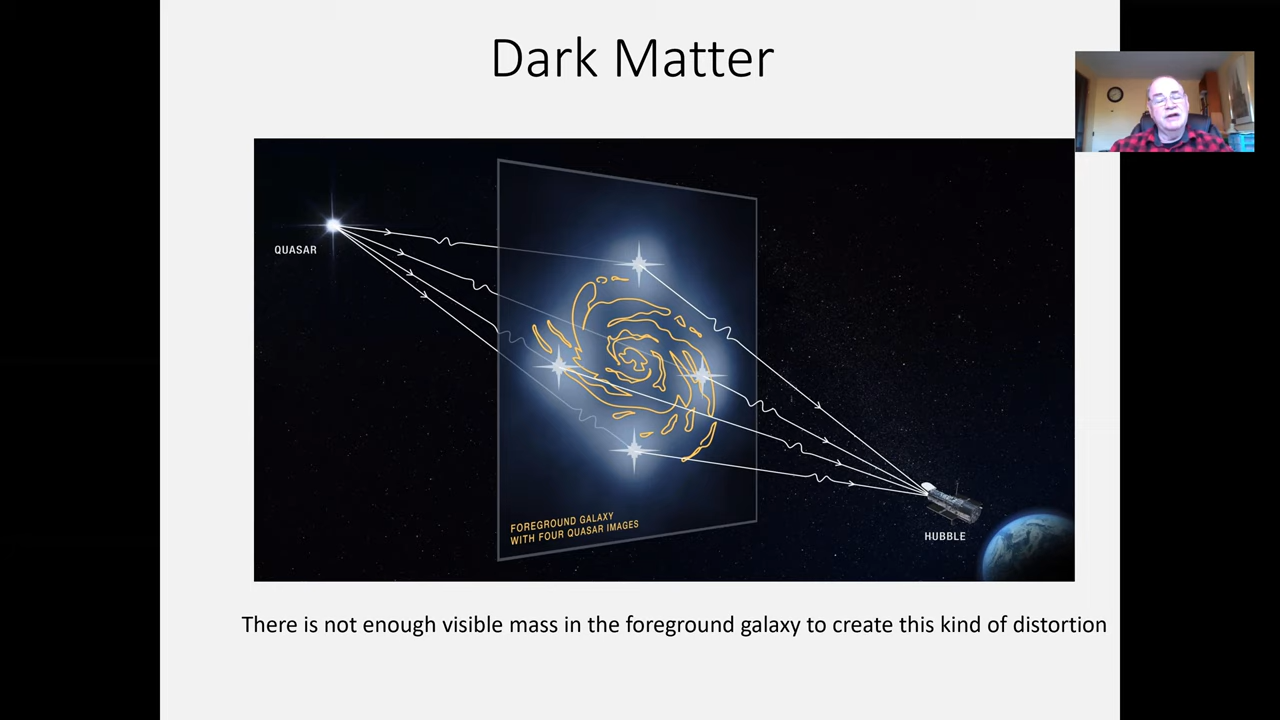 Dark Matter
QUASAR
FOREGROUND GALAXY
WITH FOUR QUASAR IMAGES
HUBBLE
There is not enough visible mass in the foreground galaxy to create this kind of distortion